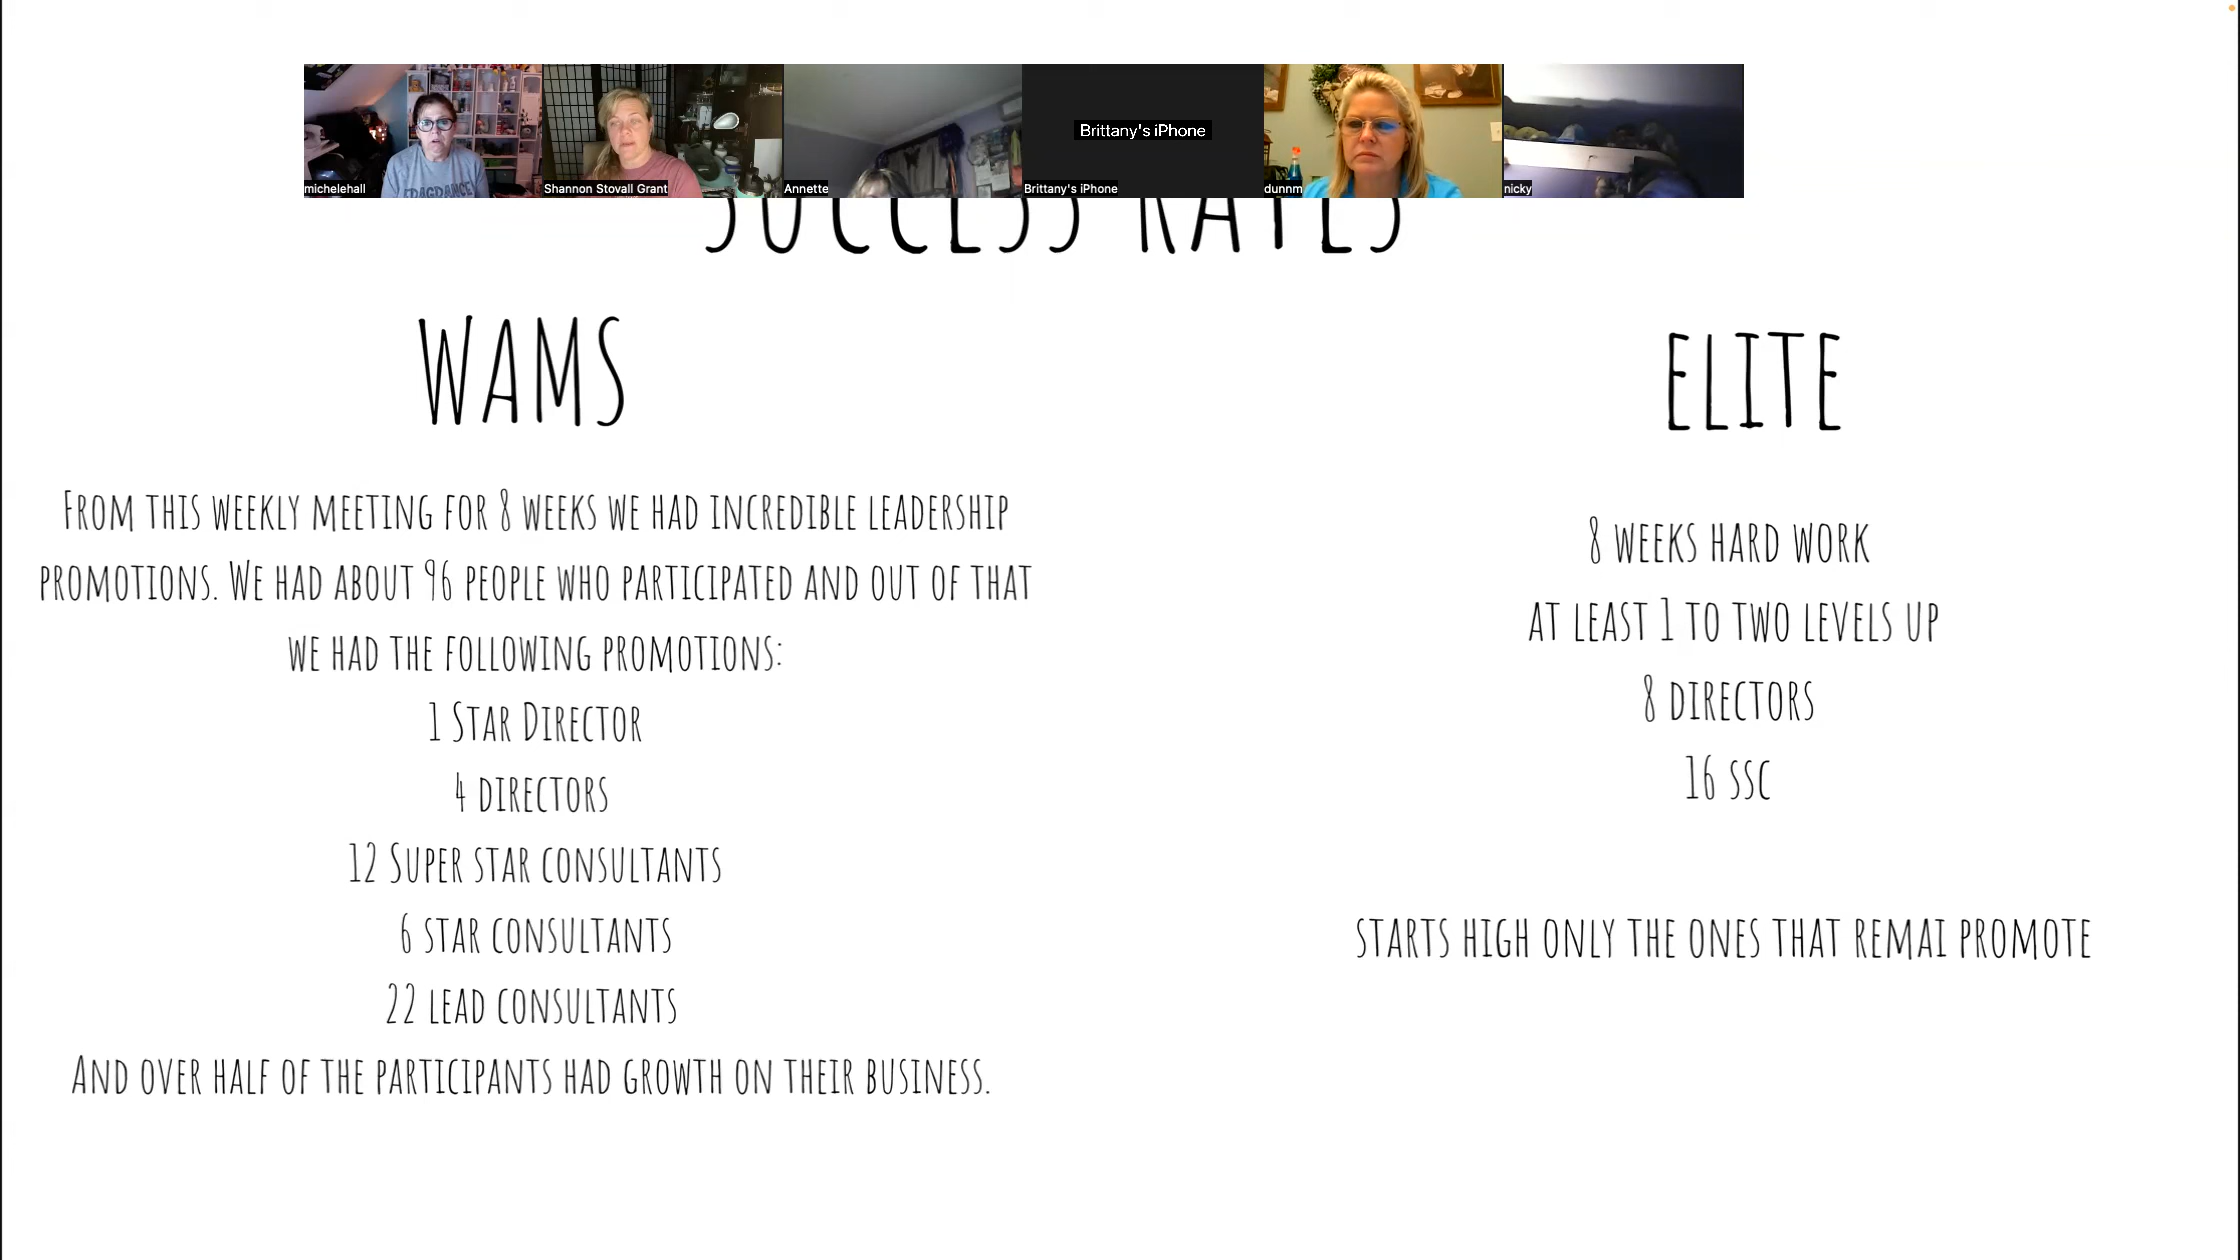 michelehall
Shannon Stovall Grant
Annette
Brittany's iPhone
Brittany's iPhone
dunnm
nicky
FRAGRANCE
SUCCESS RATES
WAMS
From this weekly meeting for 8 weeks we had incredible leadership
promotions. We had about 96 people who participated and out of that
we had the following promotions:
1 Star Director
4 directors
12 Super star consultants
6 star consultants
22 lead consultants
And over half of the participants had growth on their business.
ELITE
8 weeks hard work
at least 1 to two levels up
8 directors
16 ssc
starts high only the ones that remai promote